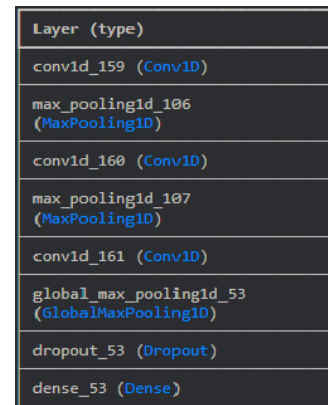 Layer (type)
conv1d_159 (Conv1D)
max_pooling1d_106
(MaxPooling1D)
conv1d_160 (Conv1D)
max_pooling1d_107
(MaxPooling1D)
conv1d_161 (Conv1D)
global_max_pooling1d_53
(GlobalMaxPooling1D)
dropout_53 (Dropout)
dense_53 (Dense)